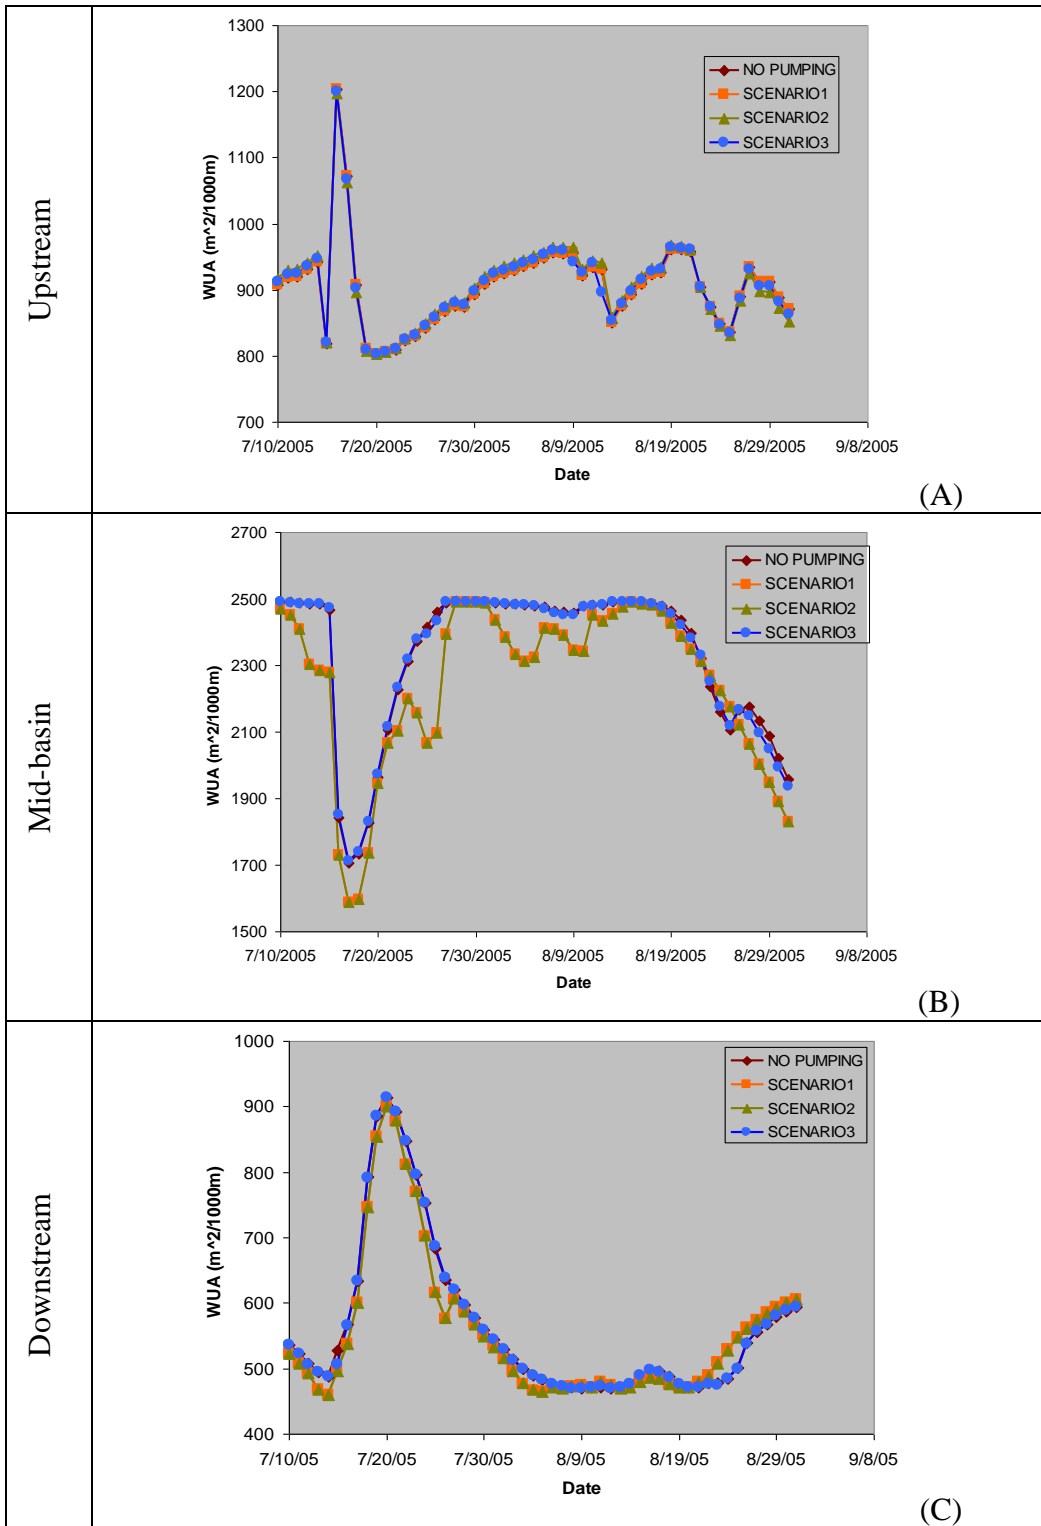 Upstream
1300
1200
1100
1000
900
800
700
WUA (m^2/1000m)
NO PUMPING
SCENARIO1
SCENARIO2
SCENARIO3
7/10/2005 7/20/2005 7/30/2005 8/9/2005 8/19/2005 8/29/2005 9/8/2005
Date
(A)
Mid-basin
2700
2500
2300
2100
1900
1700
1500
WUA (m^2/1000m)
NO PUMPING
SCENARIO1
SCENARIO2
SCENARIO3
7/10/2005 7/20/2005 7/30/2005 8/9/2005 8/19/2005 8/29/2005 9/8/2005
Date
(B)
Downstream
1000
900
800
700
600
500
400
WUA (m^2/1000m)
NO PUMPING
SCENARIO1
SCENARIO2
SCENARIO3
7/10/05 7/20/05 7/30/05 8/9/05 8/19/05 8/29/05 9/8/05
Date
(C)